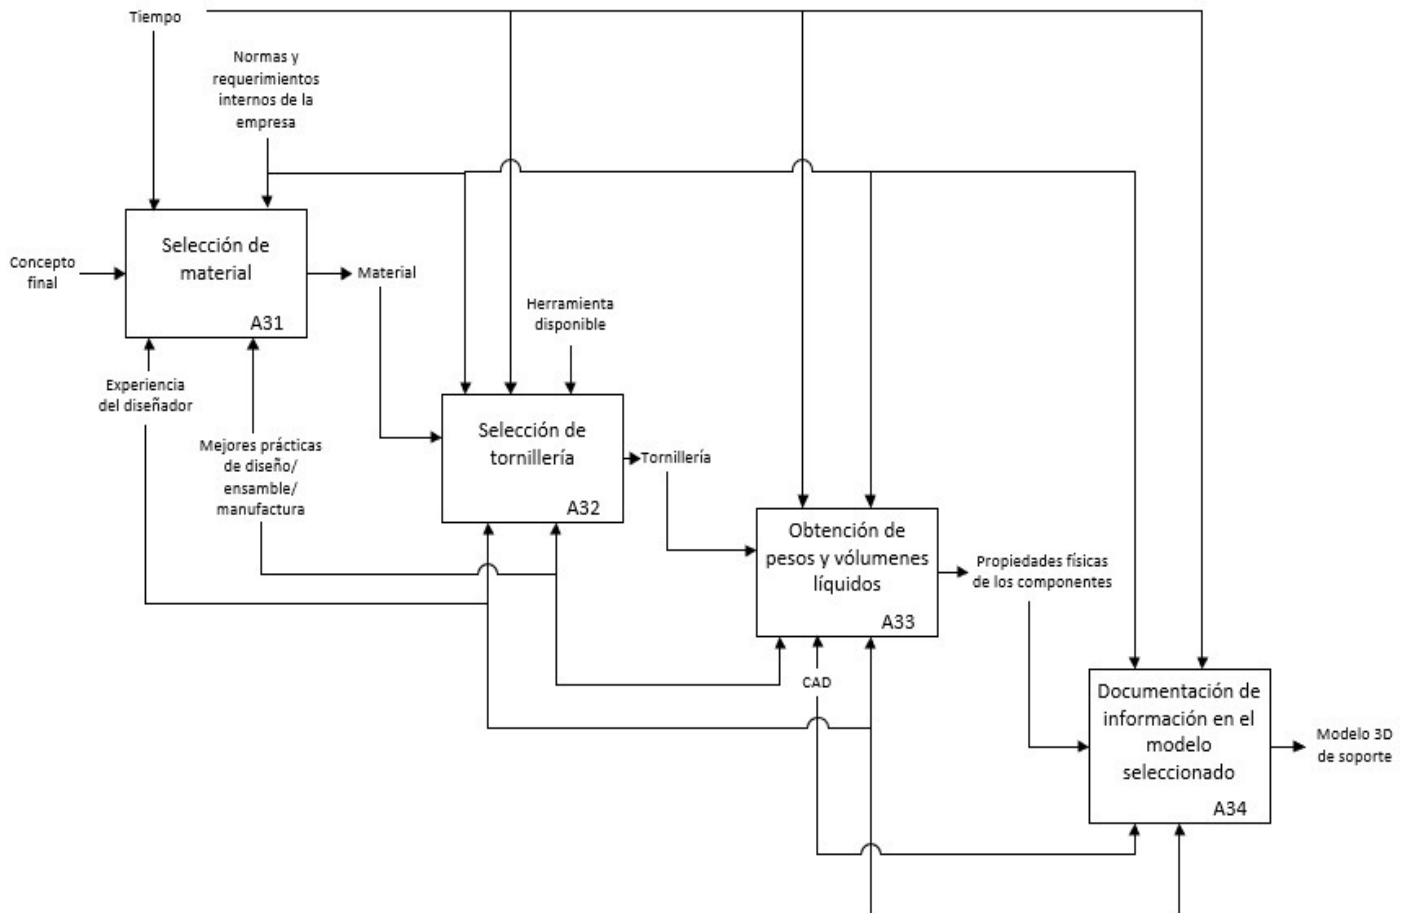 Tiempo
Normas y
requerimientos
internos de la
empresa
Concepto
final
Selección de
material
A31
Material
Herramienta
disponible
Experiencia
del diseñador
Mejores prácticas
de diseño/
ensamble/
manufactura
Selección de
tornillería
A32
Tornillería
Obtención de
pesos y vólumenes
líquidos
A33
Propiedades físicas
de los componentes
CAD
Documentación de
información en el
modelo
seleccionado
A34
Modelo 3D
de soporte